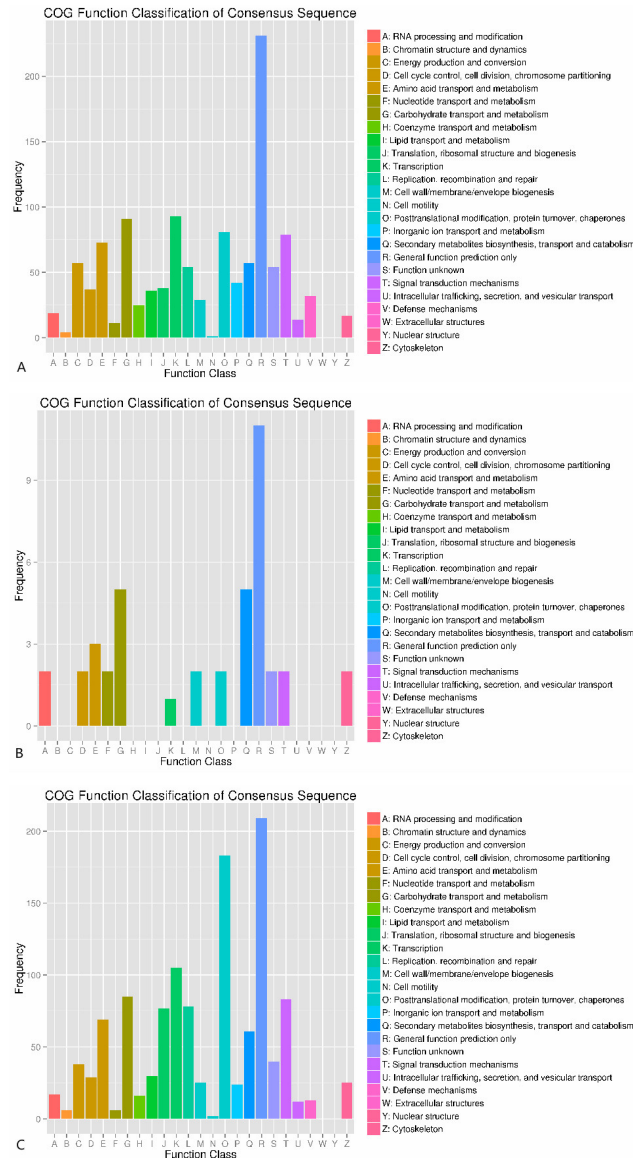 COG Function Classification of Consensus Sequence
200
150
100
50
0
Frequency
A B C D E F G H I J K L M N O P Q R S T U V W Y Z
Function Class
A: RNA processing and modification
B: Chromatin structure and dynamics
C: Energy production and conversion
D: Cell cycle control, cell division, chromosome partitioning
E: Amino acid transport and metabolism
F: Nucleotide transport and metabolism
G: Carbohydrate transport and metabolism
H: Coenzyme transport and metabolism
I: Lipid transport and metabolism
J: Translation, ribosomal structure and biogenesis
K: Transcription
L: Replication. recombination and repair
M: Cell wall/membrane/envelope biogenesis
N: Cell motility
O: Posttranslational modification, protein turnover, chaperones
P: Inorganic ion transport and metabolism
Q: Secondary metabolites biosynthesis, transport and catabolism
R: General function prediction only
S: Function unknown
T: Signal transduction mechanisms
U: Intracellular trafficking, secretion, and vesicular transport
V: Defense mechanisms
W: Extracellular structures
Y: Nuclear structure
Z: Cytoskeleton
A
COG Function Classification of Consensus Sequence
9
6
3
0
Frequency
A B C D E F G H I J K L M N O P Q R S T U V W Y Z
Function Class
A: RNA processing and modification
B: Chromatin structure and dynamics
C: Energy production and conversion
D: Cell cycle control, cell division, chromosome partitioning
E: Amino acid transport and metabolism
F: Nucleotide transport and metabolism
G: Carbohydrate transport and metabolism
H: Coenzyme transport and metabolism
I: Lipid transport and metabolism
J: Translation, ribosomal structure and biogenesis
K: Transcription
L: Replication. recombination and repair
M: Cell wall/membrane/envelope biogenesis
N: Cell motility
O: Posttranslational modification, protein turnover, chaperones
P: Inorganic ion transport and metabolism
Q: Secondary metabolites biosynthesis, transport and catabolism
R: General function prediction only
S: Function unknown
T: Signal transduction mechanisms
U: Intracellular trafficking, secretion, and vesicular transport
V: Defense mechanisms
W: Extracellular structures
Y: Nuclear structure
Z: Cytoskeleton
B
COG Function Classification of Consensus Sequence
200
150
100
50
0
Frequency
A B C D E F G H I J K L M N O P Q R S T U V W Y Z
Function Class
A: RNA processing and modification
B: Chromatin structure and dynamics
C: Energy production and conversion
D: Cell cycle control, cell division, chromosome partitioning
E: Amino acid transport and metabolism
F: Nucleotide transport and metabolism
G: Carbohydrate transport and metabolism
H: Coenzyme transport and metabolism
I: Lipid transport and metabolism
J: Translation, ribosomal structure and biogenesis
K: Transcription
L: Replication. recombination and repair
M: Cell wall/membrane/envelope biogenesis
N: Cell motility
O: Posttranslational modification, protein turnover, chaperones
P: Inorganic ion transport and metabolism
Q: Secondary metabolites biosynthesis, transport and catabolism
R: General function prediction only
S: Function unknown
T: Signal transduction mechanisms
U: Intracellular trafficking, secretion, and vesicular transport
V: Defense mechanisms
W: Extracellular structures
Y: Nuclear structure
Z: Cytoskeleton
C